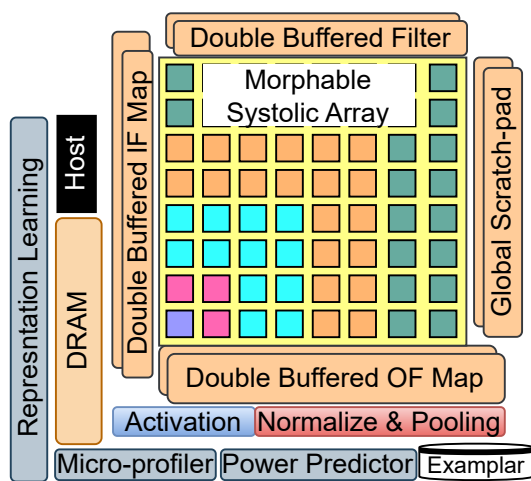 Double Buffered Filter
Morphable
Systolic Array
Double Buffered IF Map
Global Scratch-pad
Host
DRAM
Represntation Learning
Double Buffered OF Map
Activation
Normalize & Pooling
Micro-profiler
Power Predictor
Examplar